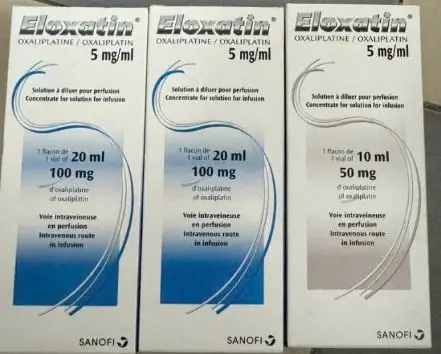 Eloxatin®
OXALIPLATINE / OXALIPLATIN
5 mg/ml
Solution à diluer pour perfusion
Concentrate for solution for infusion
1 flacon de
1 vial of 20 ml
100 mg
d'oxaliplatine
of oxaliplatin
Voie intraveineuse
en perfusion
Intravenous route
in infusion
SANOFI
Eloxatin®
OXALIPLATINE / OXALIPLATIN
5 mg/ml
Solution à diluer pour perfusion
Concentrate for solution for infusion
1 flacon de
1 vial of 20 ml
100 mg
d'oxaliplatine
of oxaliplatin
Voie intraveineuse
en perfusion
Intravenous route
in infusion
SANOFI
Eloxatin®
OXALIPLATINE / OXALIPLATIN
5 mg/ml
Solution à diluer pour perfusion
Concentrate for solution for infusion
1 flacon de
1 vial of 10 ml
50 mg
d'oxaliplatine
of oxaliplatin
Voie intraveineuse
en perfusion
Intravenous route
in infusion
SANOFI